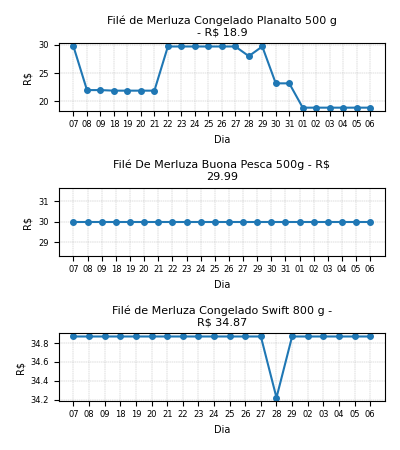 Filé de Merluza Congelado Planalto 500 g
- R$ 18.9
30
25
20
R$
07 08 09 18 19 20 21 22 23 24 25 26 27 28 29 30 31 01 02 03 04 05 06
Dia
Filé De Merluza Buona Pesca 500g - R$
29.99
31
30
29
R$
07 08 09 18 19 20 21 22 23 24 25 26 27 29 30 31 01 02 03 04 05 06
Dia
Filé de Merluza Congelado Swift 800 g -
R$ 34.87
34.8
34.6
34.4
34.2
R$
07 08 09 18 19 20 21 22 23 24 25 26 27 28 29 02 03 04 05 06
Dia